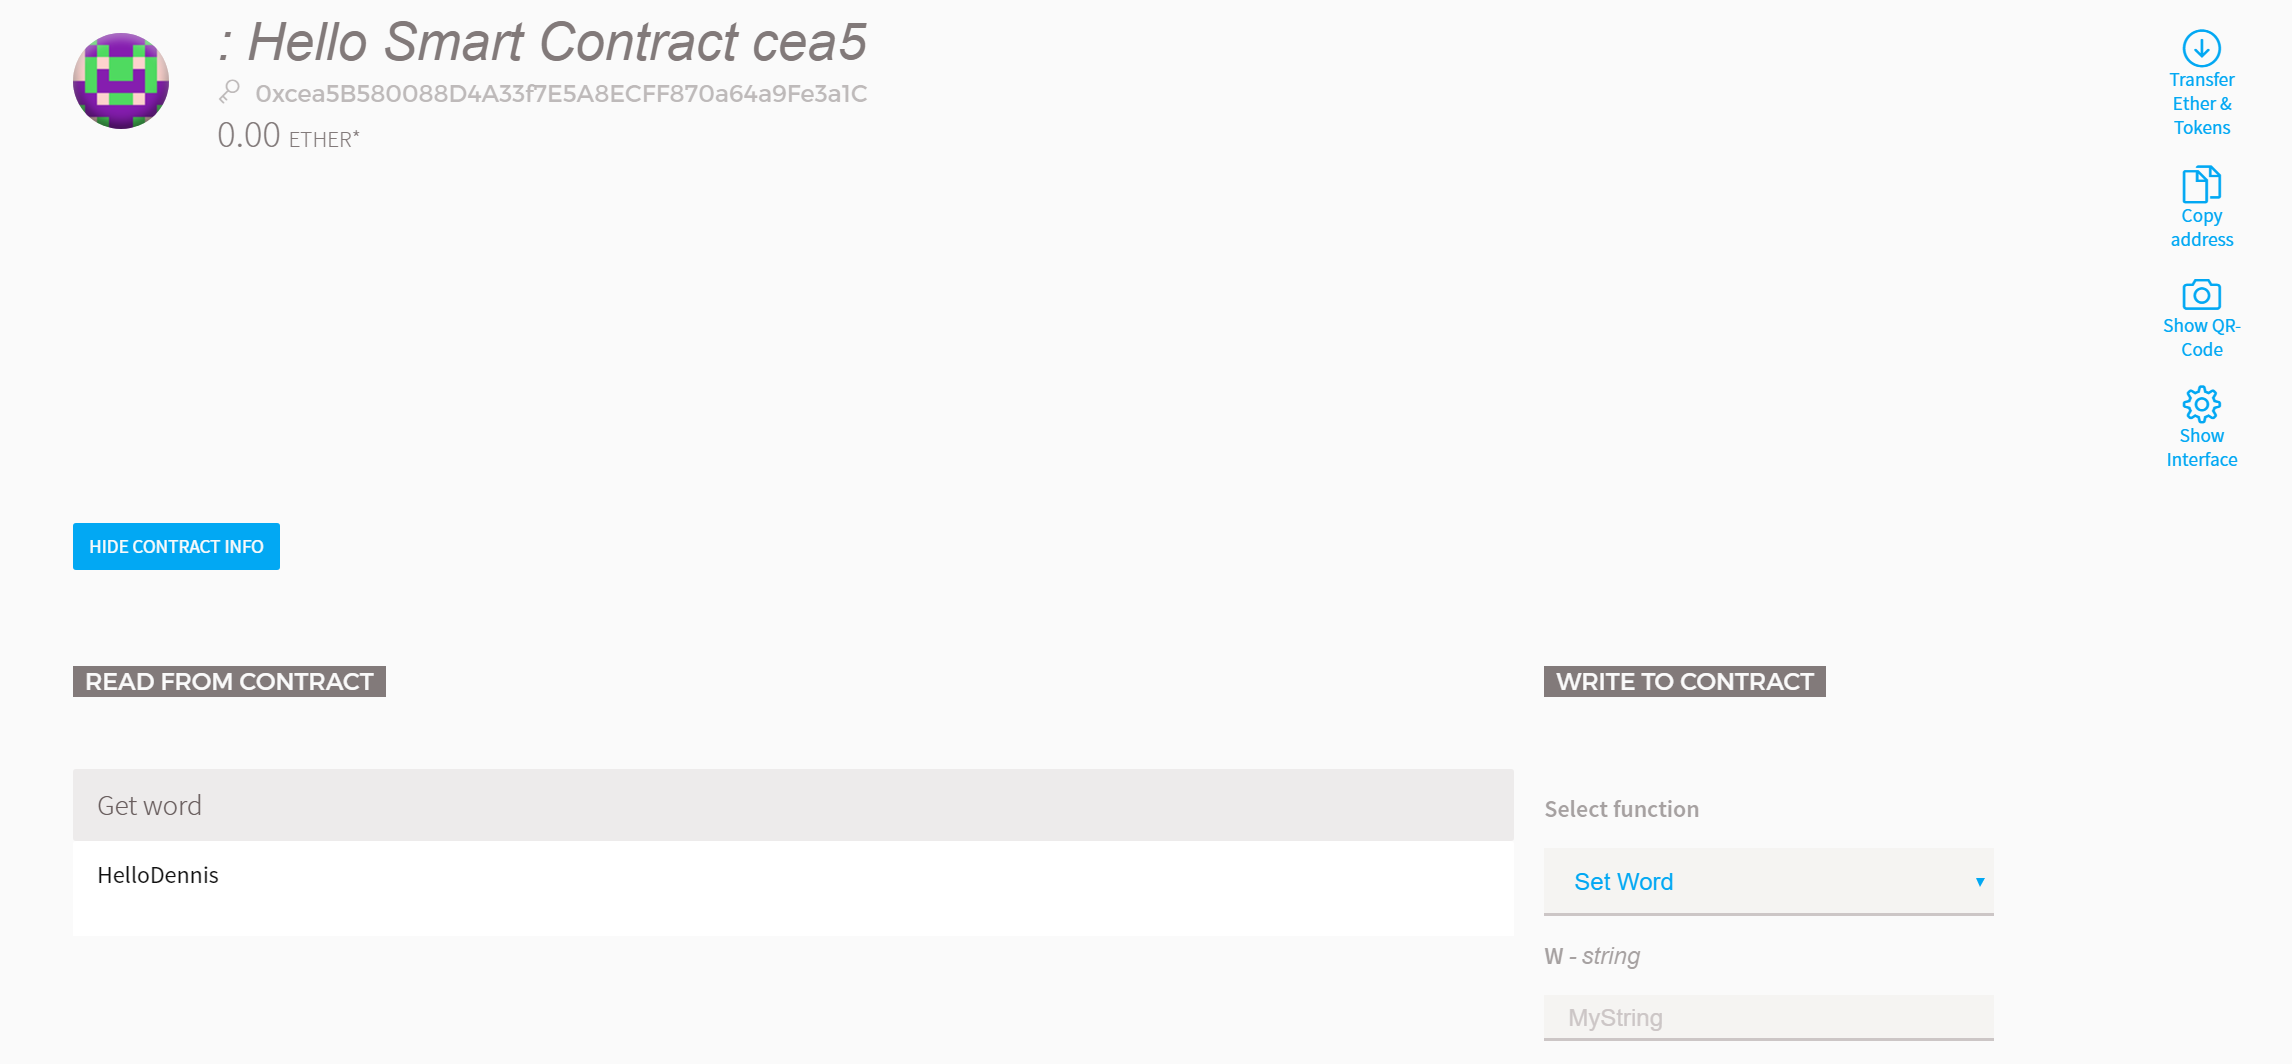 : Hello Smart Contract cea5
0xcea5B580088D4A33f7E5A8ECFF870a64a9Fe3a1C
0.00 ETHER*
Transfer
Ether &
Tokens
Copy
address
Show QR-
Code
Show
Interface
HIDE CONTRACT INFO
READ FROM CONTRACT
Get word
HelloDennis
WRITE TO CONTRACT
Select function
Set Word
W - string
MyString